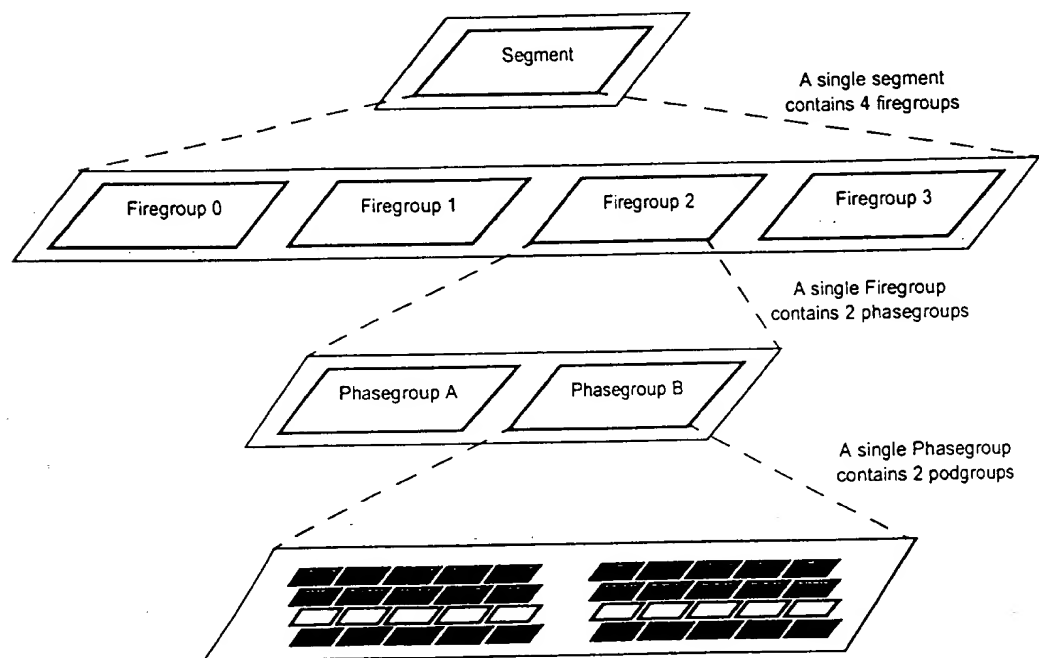 Segment
A single segment
contains 4 firegroups
Firegroup 0
Firegroup 1
Firegroup 2
Firegroup 3
A single Firegroup
contains 2 phasegroups
Phasegroup A
Phasegroup B
A single Phasegroup
contains 2 podgroups